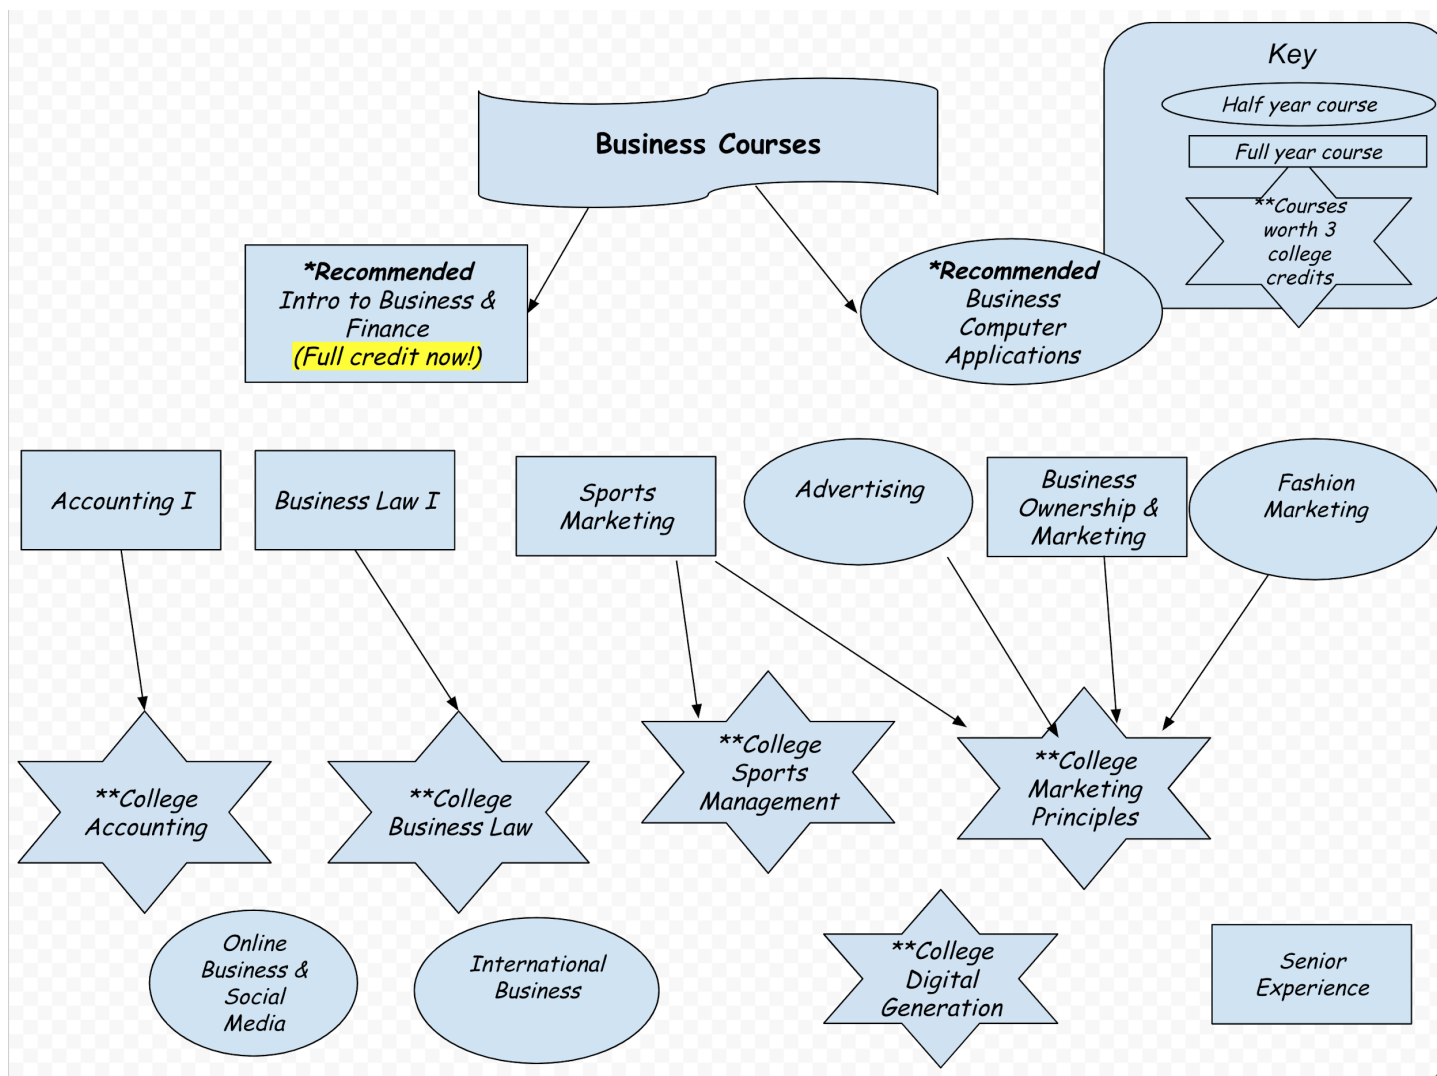 Key
Half year course
Full year course
**Courses
worth 3
college
credits
Business Courses
*Recommended
Intro to Business &
Finance
(Full credit now!)
*Recommended
Business
Computer
Applications
Accounting I
Business Law I
Sports
Marketing
Advertising
Business
Ownership &
Marketing
Fashion
Marketing
**College
Accounting
**College
Business Law
**College
Sports
Management
**College
Marketing
Principles
Online
Business &
Social
Media
International
Business
**College
Digital
Generation
Senior
Experience